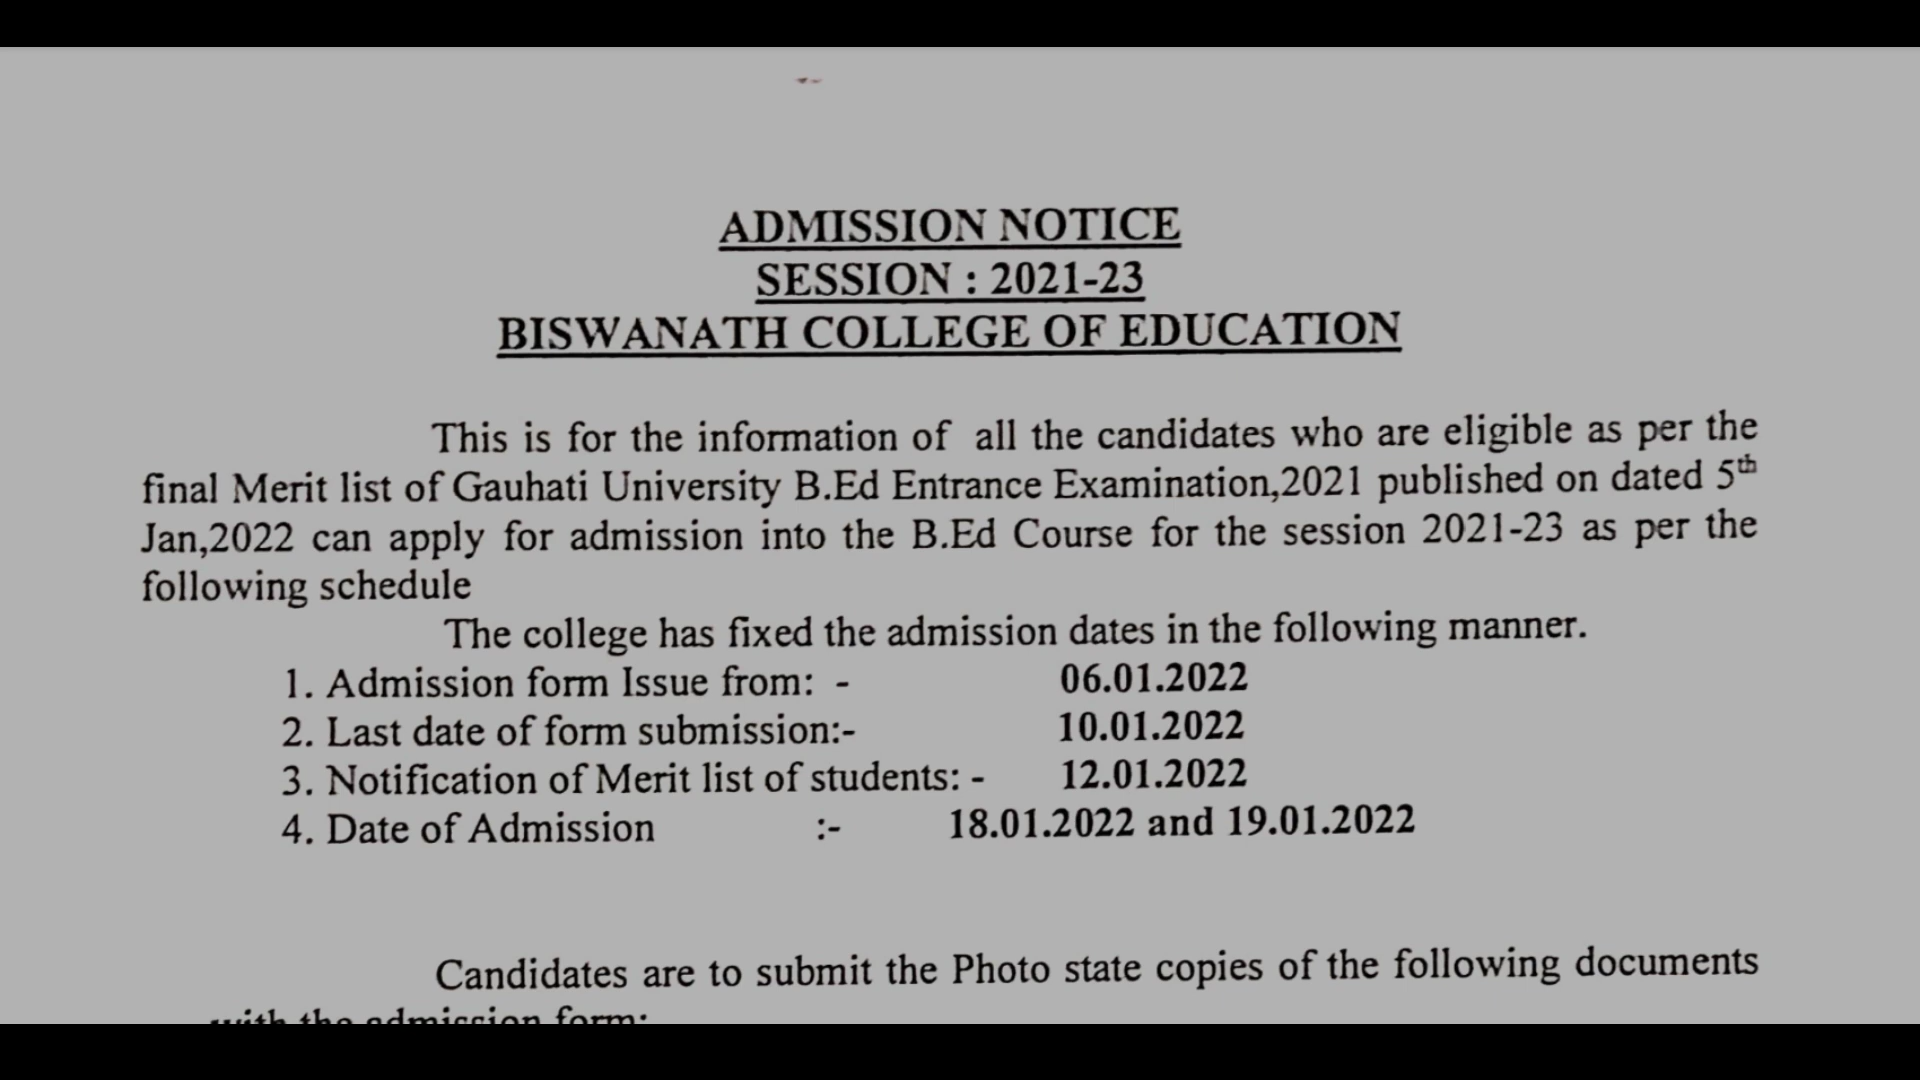 ADMISSION NOTICE
SESSION : 2021-23
BISWANATH COLLEGE OF EDUCATION
This is for the information of all the candidates who are eligible as per the
final Merit list of Gauhati University B.Ed Entrance Examination,2021 published on dated 5th
Jan,2022 can apply for admission into the B.Ed Course for the session 2021-23 as per the
following schedule
The college has fixed the admission dates in the following manner.
1. Admission form Issue from: - 06.01.2022
2. Last date of form submission:- 10.01.2022
3. Notification of Merit list of students: - 12.01.2022
4. Date of Admission :- 18.01.2022 and 19.01.2022
Candidates are to submit the Photo state copies of the following documents
with the admission form: